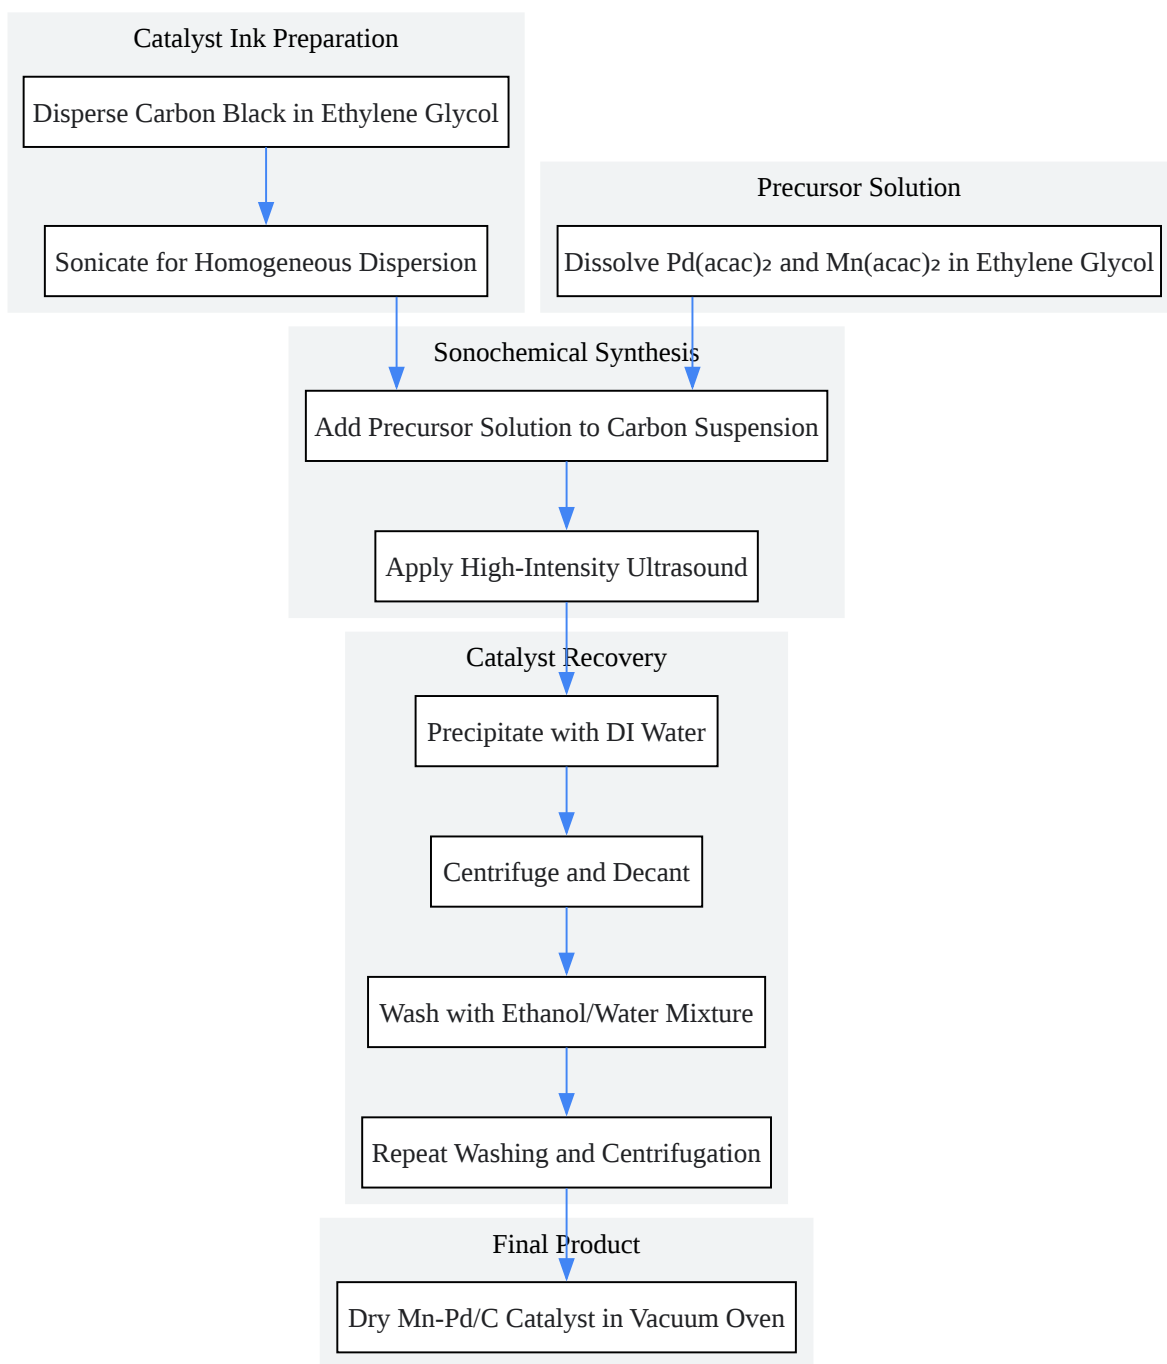 Catalyst Ink Preparation
Disperse Carbon Black in Ethylene Glycol
Sonicate for Homogeneous Dispersion
Precursor Solution
Dissolve Pd(acac)₂ and Mn(acac)₂ in Ethylene Glycol
Sonochemical Synthesis
Add Precursor Solution to Carbon Suspension
Apply High-Intensity Ultrasound
Catalyst Recovery
Precipitate with DI Water
Centrifuge and Decant
Wash with Ethanol/Water Mixture
Repeat Washing and Centrifugation
Final Product
Dry Mn-Pd/C Catalyst in Vacuum Oven